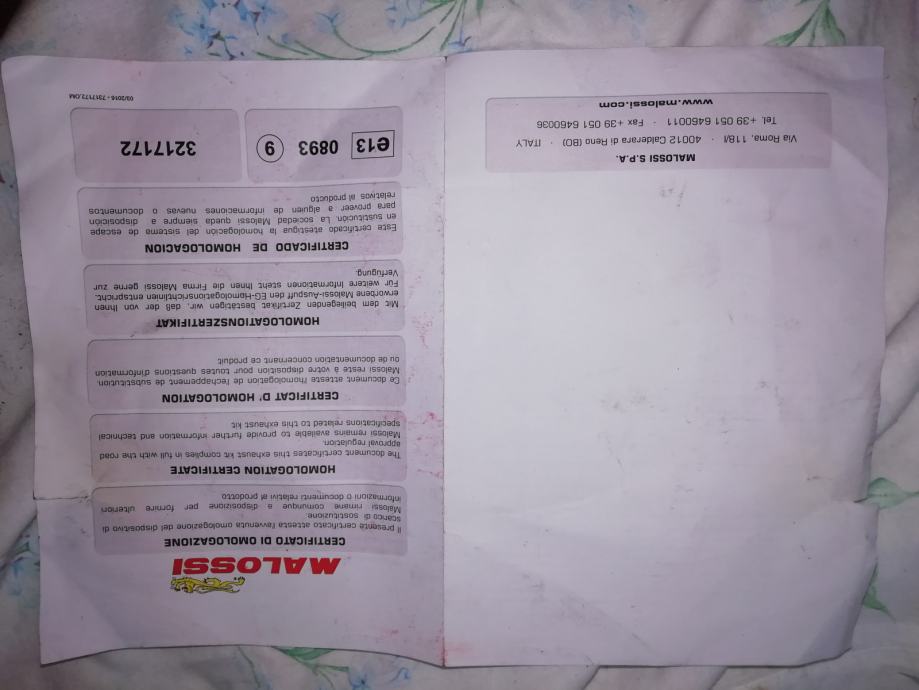 MALOSSI
CERTIFICATO DI OMOLOGAZIONE
Il presente certificato attesta l'avvenuta omologazione del dispositivo di
scarico di sostituzione.
Malossi rimane comunque a disposizione per fornire ulteriori
informazioni o documenti relativi al prodotto
HOMOLOGATION CERTIFICATE
The document certificates this exhaust kit complies in full with the road
approval regulation.
Malossi remains available to provide further information and technical
specifications related to this exhaust kit
CERTIFICAT D' HOMOLOGATION
Ce document atteste l'homologation de l'echappement de substitution.
Malossi reste à votre disposition pour toutes questions d'information
ou de documentation concernant ce produit
HOMOLOGATIONSZERTIFIKAT
Mit dem beiliegenden Zertifikat bestätigen wir, daß der von Ihnen
erworbene Malossi-Auspuff den EG-Homologationsrichtlinien entspricht.
Für weitere Informationen steht Ihnen die Firma Malossi gerne zur
Verfügung.
CERTIFICADO DE HOMOLOGACION
Este certificado atestigua la homologación del sistema de escape
en sustitución. La sociedad Malossi queda siempre a disposición
para proveer a alguien de informaciones nuevas o documentos
relativos al producto
e13 0893 9
3217172
03/2016 - 7317172.OM
MALOSSI S.P.A.
Via Roma, 118/I · 40012 Calderara di Reno (BO) · ITALY
Tel. + 39 051 6460011 · Fax +39 051 6460036
www.malossi.com